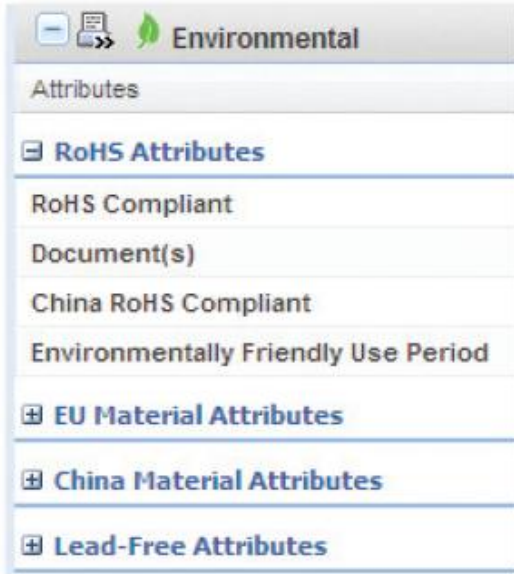 Environmental
Attributes
RoHS Attributes
RoHS Compliant
Document(s)
China RoHS Compliant
Environmentally Friendly Use Period
EU Material Attributes
China Material Attributes
Lead-Free Attributes